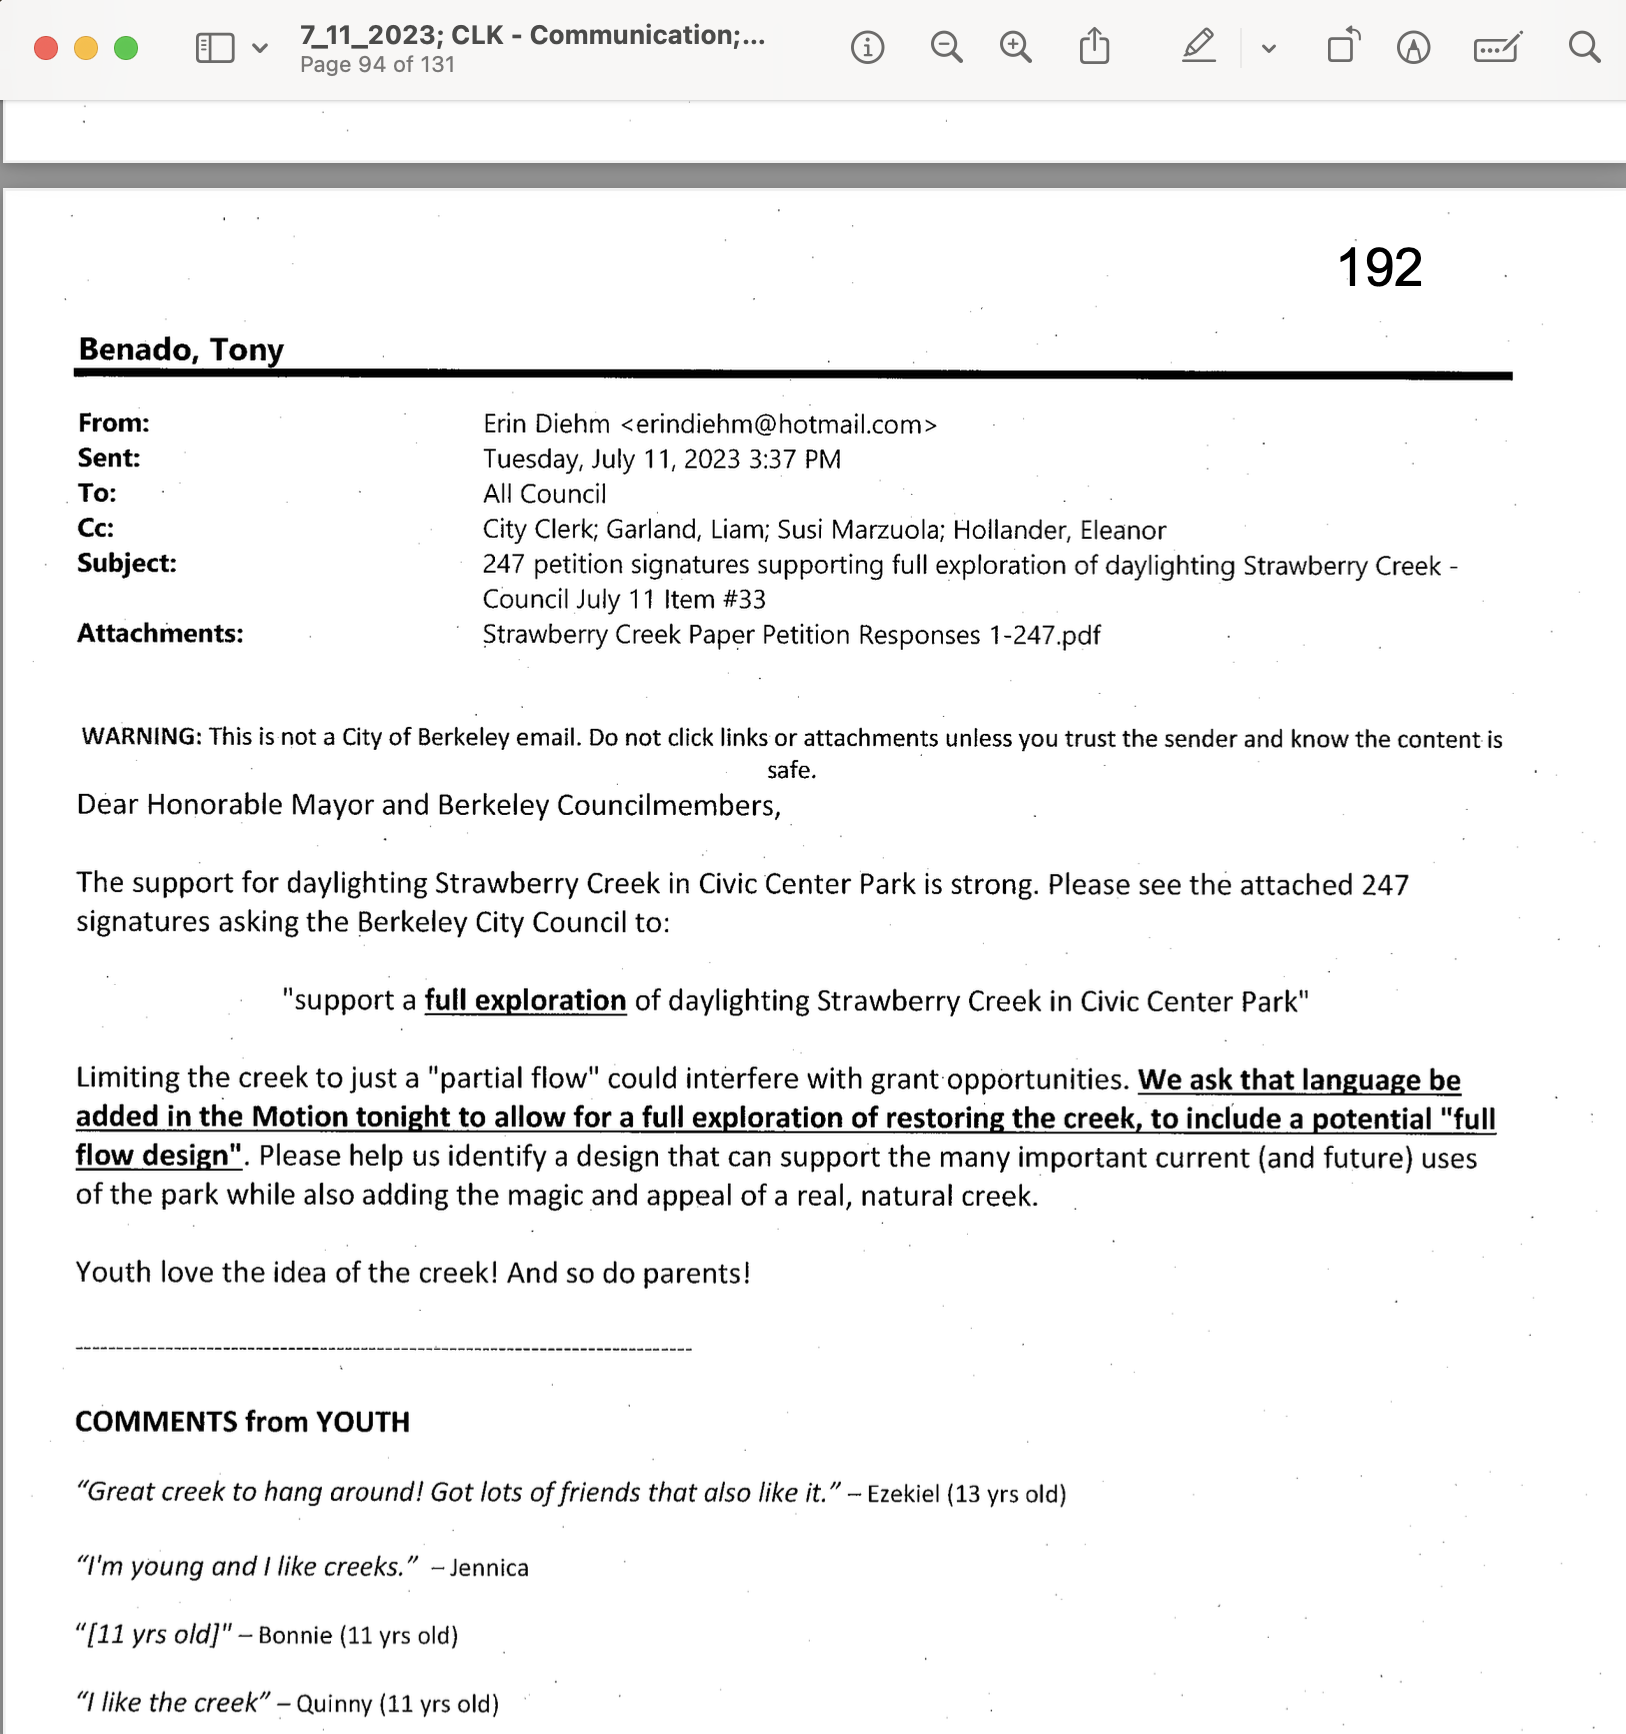 7_11_2023; CLK - Communication;...
Page 94 of 131
192
Benado, Tony
From: Erin Diehm <erindiehm@hotmail.com>
Sent: Tuesday, July 11, 2023 3:37 PM
To: All Council
Cc: City Clerk; Garland, Liam; Susi Marzuola; Hollander, Eleanor
Subject: 247 petition signatures supporting full exploration of daylighting Strawberry Creek -
Council July 11 Item #33
Attachments: Strawberry Creek Paper Petition Responses 1-247.pdf
WARNING: This is not a City of Berkeley email. Do not click links or attachments unless you trust the sender and know the content is
safe.
Dear Honorable Mayor and Berkeley Councilmembers,
The support for daylighting Strawberry Creek in Civic Center Park is strong. Please see the attached 247
signatures asking the Berkeley City Council to:
"support a full exploration of daylighting Strawberry Creek in Civic Center Park"
Limiting the creek to just a "partial flow" could interfere with grant opportunities. We ask that language be
added in the Motion tonight to allow for a full exploration of restoring the creek, to include a potential "full
flow design". Please help us identify a design that can support the many important current (and future) uses
of the park while also adding the magic and appeal of a real, natural creek.
Youth love the idea of the creek! And so do parents!
COMMENTS from YOUTH
“Great creek to hang around! Got lots of friends that also like it.” – Ezekiel (13 yrs old)
“I'm young and I like creeks.” – Jennica
“[11 yrs old]" – Bonnie (11 yrs old)
“I like the creek” – Quinny (11 yrs old)